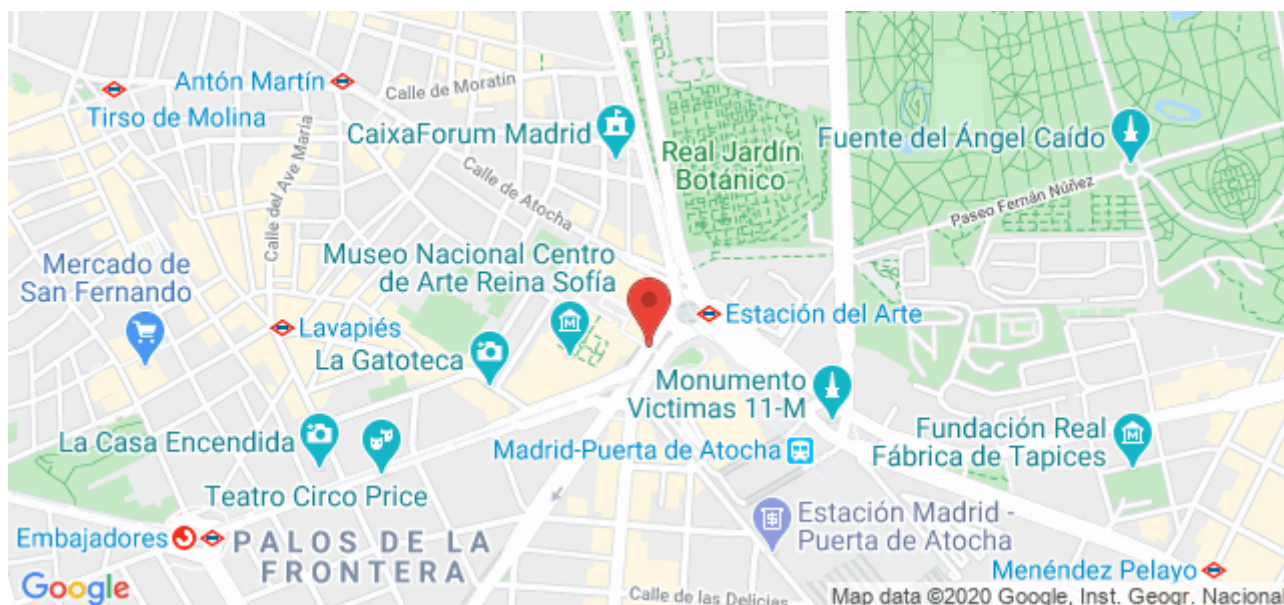 Antón Martín
Calle de Moratín
Tirso de Molina
CaixaForum Madrid
Real Jardín
Botánico
Fuente del Ángel Caído
Calle del Ave María
Calle de Atocha
Paseo Fernán Núñez
Museo Nacional Centro
de Arte Reina Sofía
Mercado de
San Fernando
Lavapiés
Estación del Arte
La Gatoteca
Monumento
Victimas 11-M
La Casa Encendida
Madrid-Puerta de Atocha
Fundación Real
Fábrica de Tapices
Teatro Circo Price
Estación Madrid -
Puerta de Atocha
Embajadores
PALOS DE LA
FRONTERA
Menéndez Pelayo
Google
Calle de las Delicias
Map data ©2020 Google, Inst. Geogr. Naciona